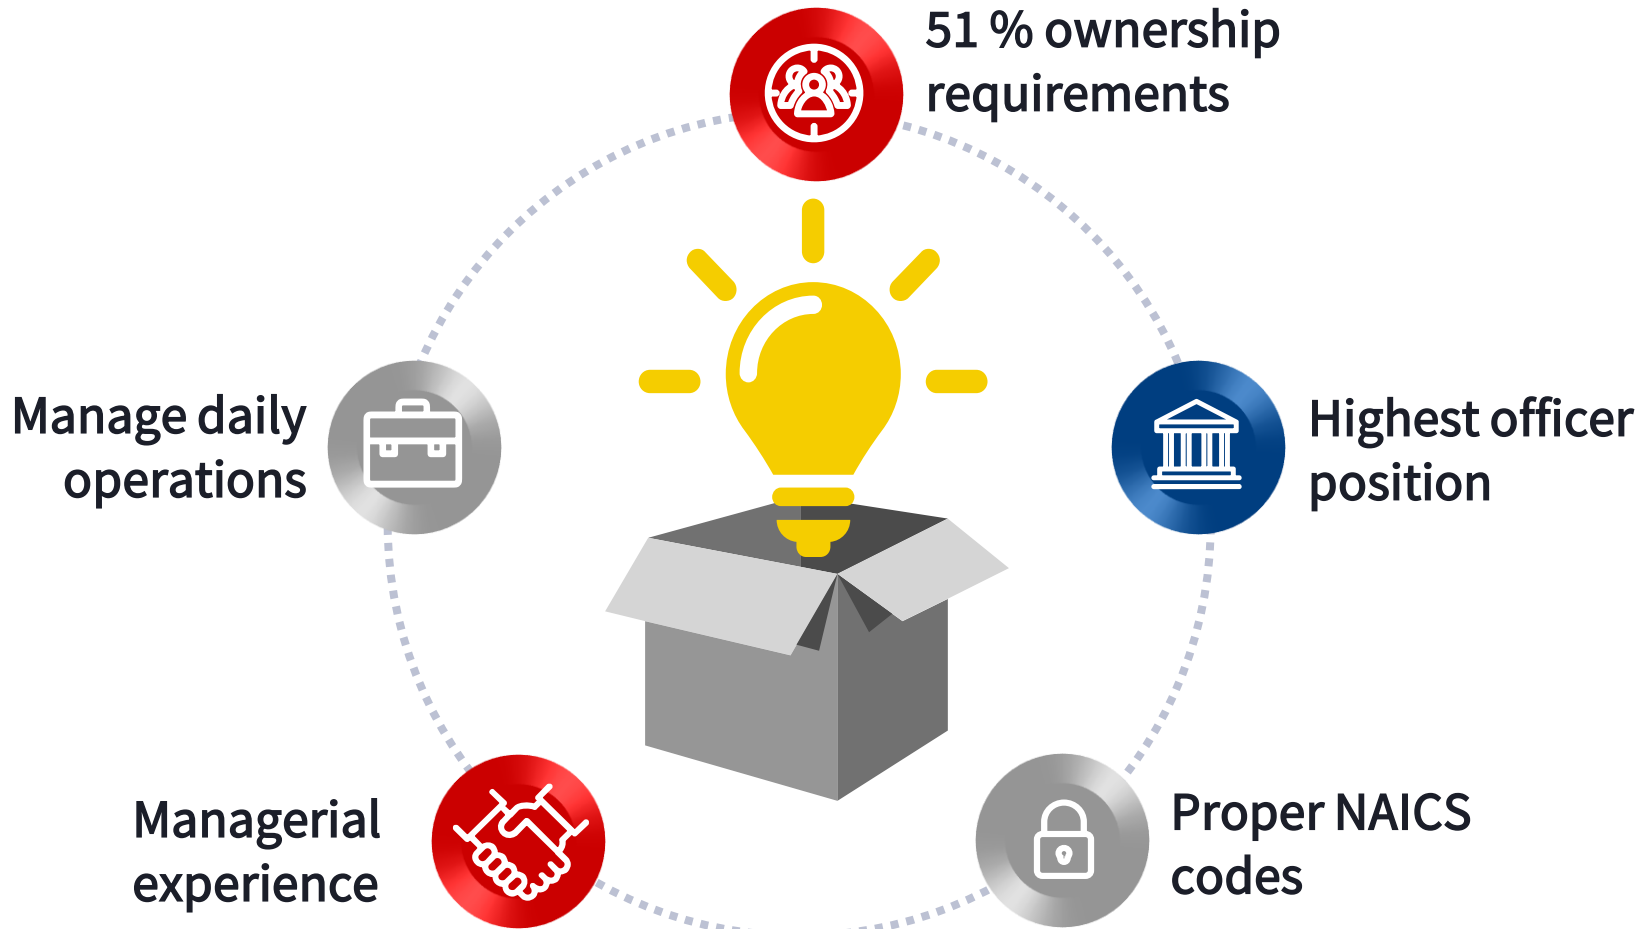 51 % ownership
requirements
Manage daily
operations
Highest officer
position
Managerial
experience
Proper NAICS
codes